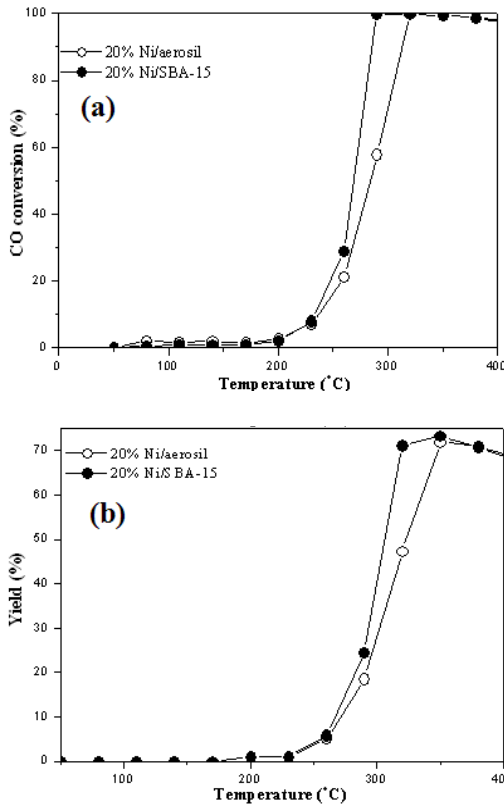 100
80
60
40
20
0
CO conversion (%)
20% Ni/aerosil
20% Ni/SBA-15
(a)
0 100 200 300 400
Temperature (°C)
70
60
50
40
30
20
10
0
Yield (%)
20% Ni/aerosil
20% Ni/SBA-15
(b)
100 200 300 400
Temperature (°C)